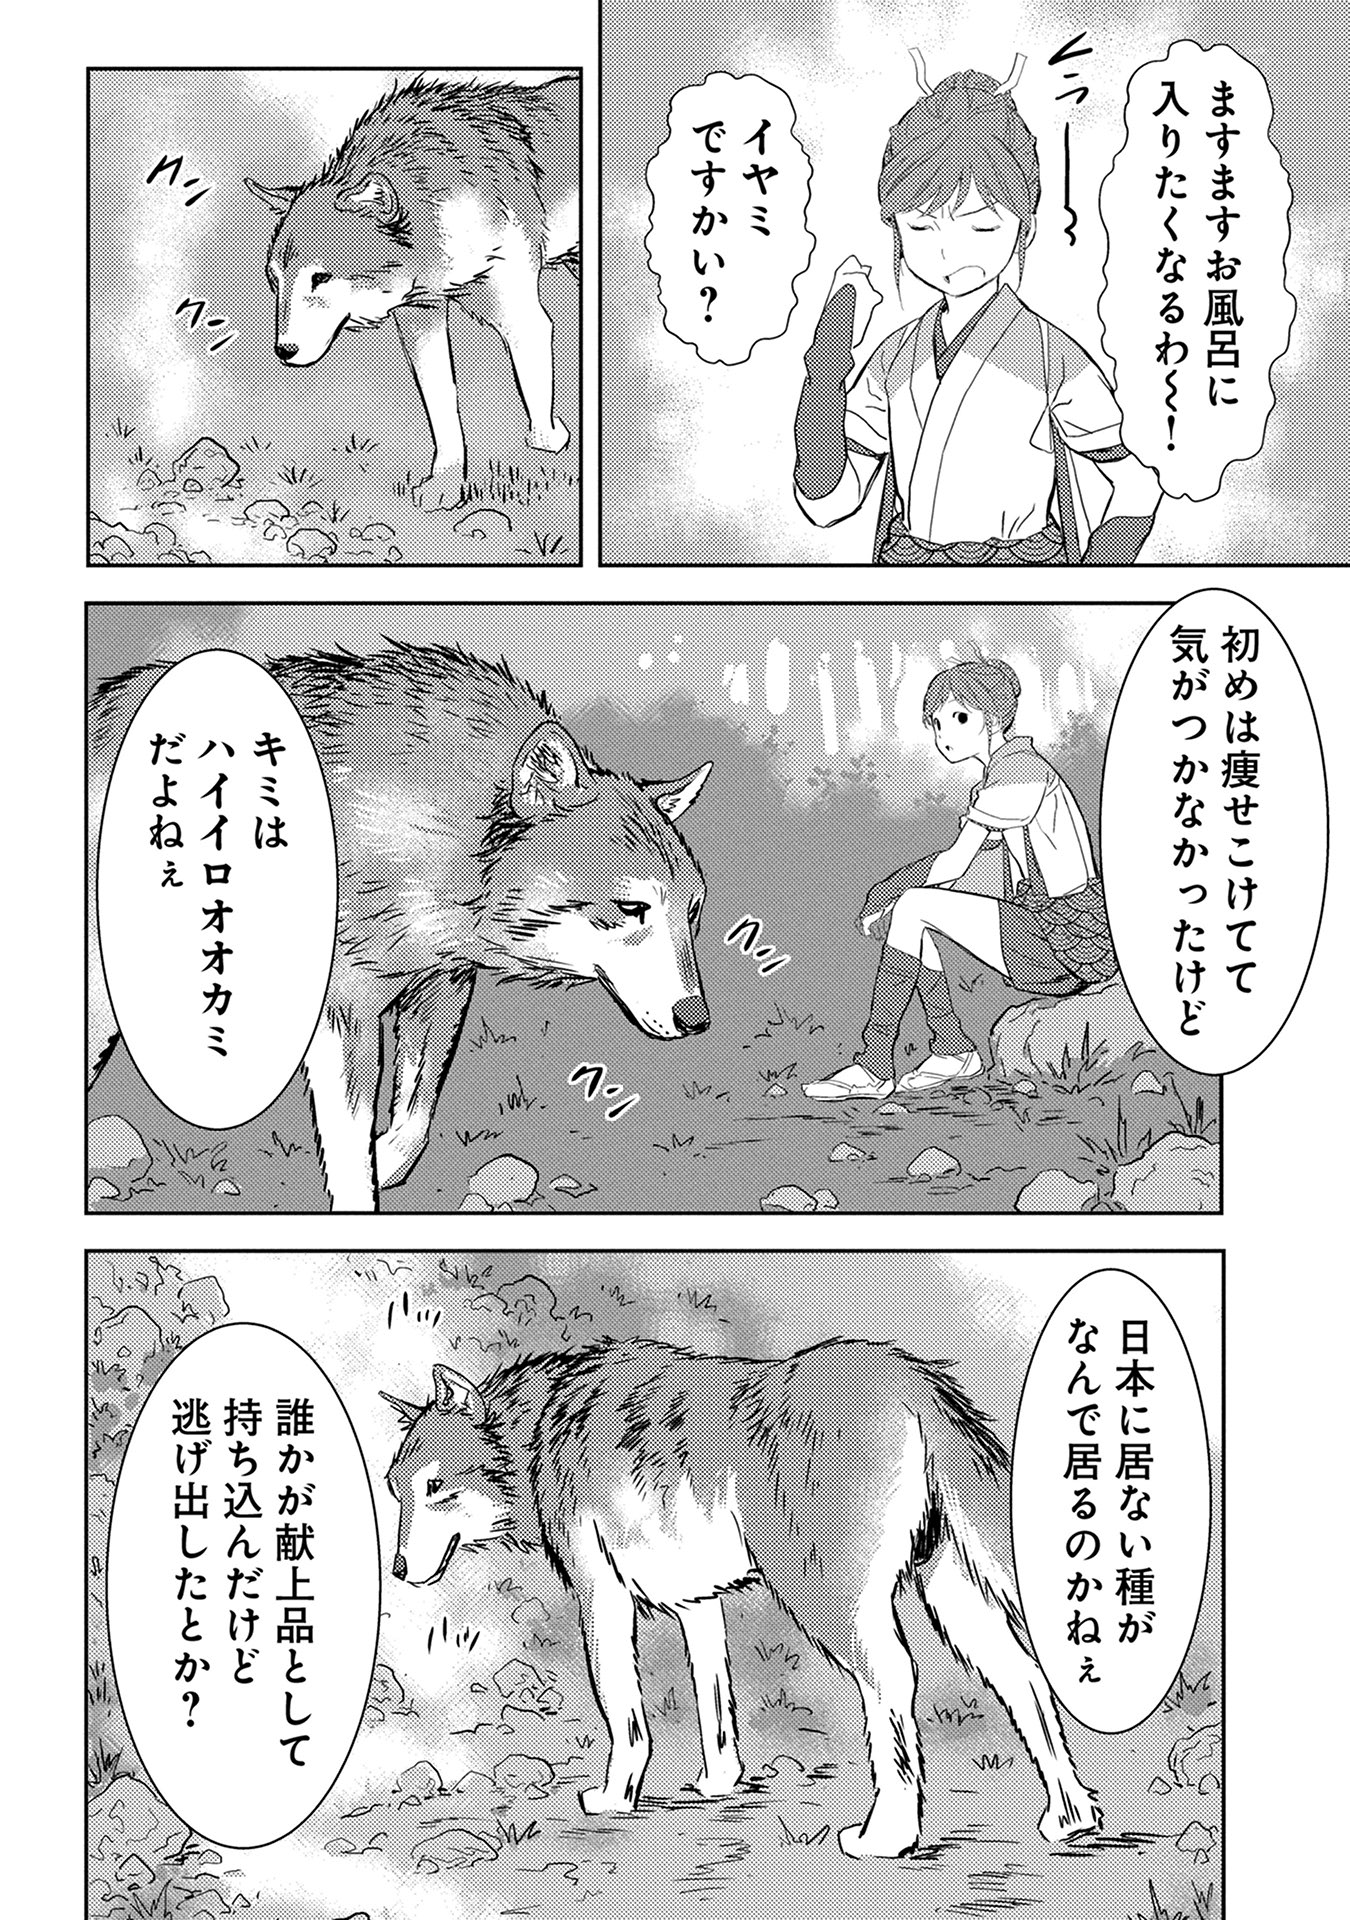 ますますお風呂に
入りたくなるわ〜！
くぅ〜
イヤミ
ですかい？
クン
クン
初めは痩せこけてて
気がつかなかったけど
キミは
ハイイロオオカミ
だよねぇ
クン
クン
日本に居ない種が
なんで居るのかねぇ
誰かが献上品として
持ち込んだけど
逃げ出したとか？